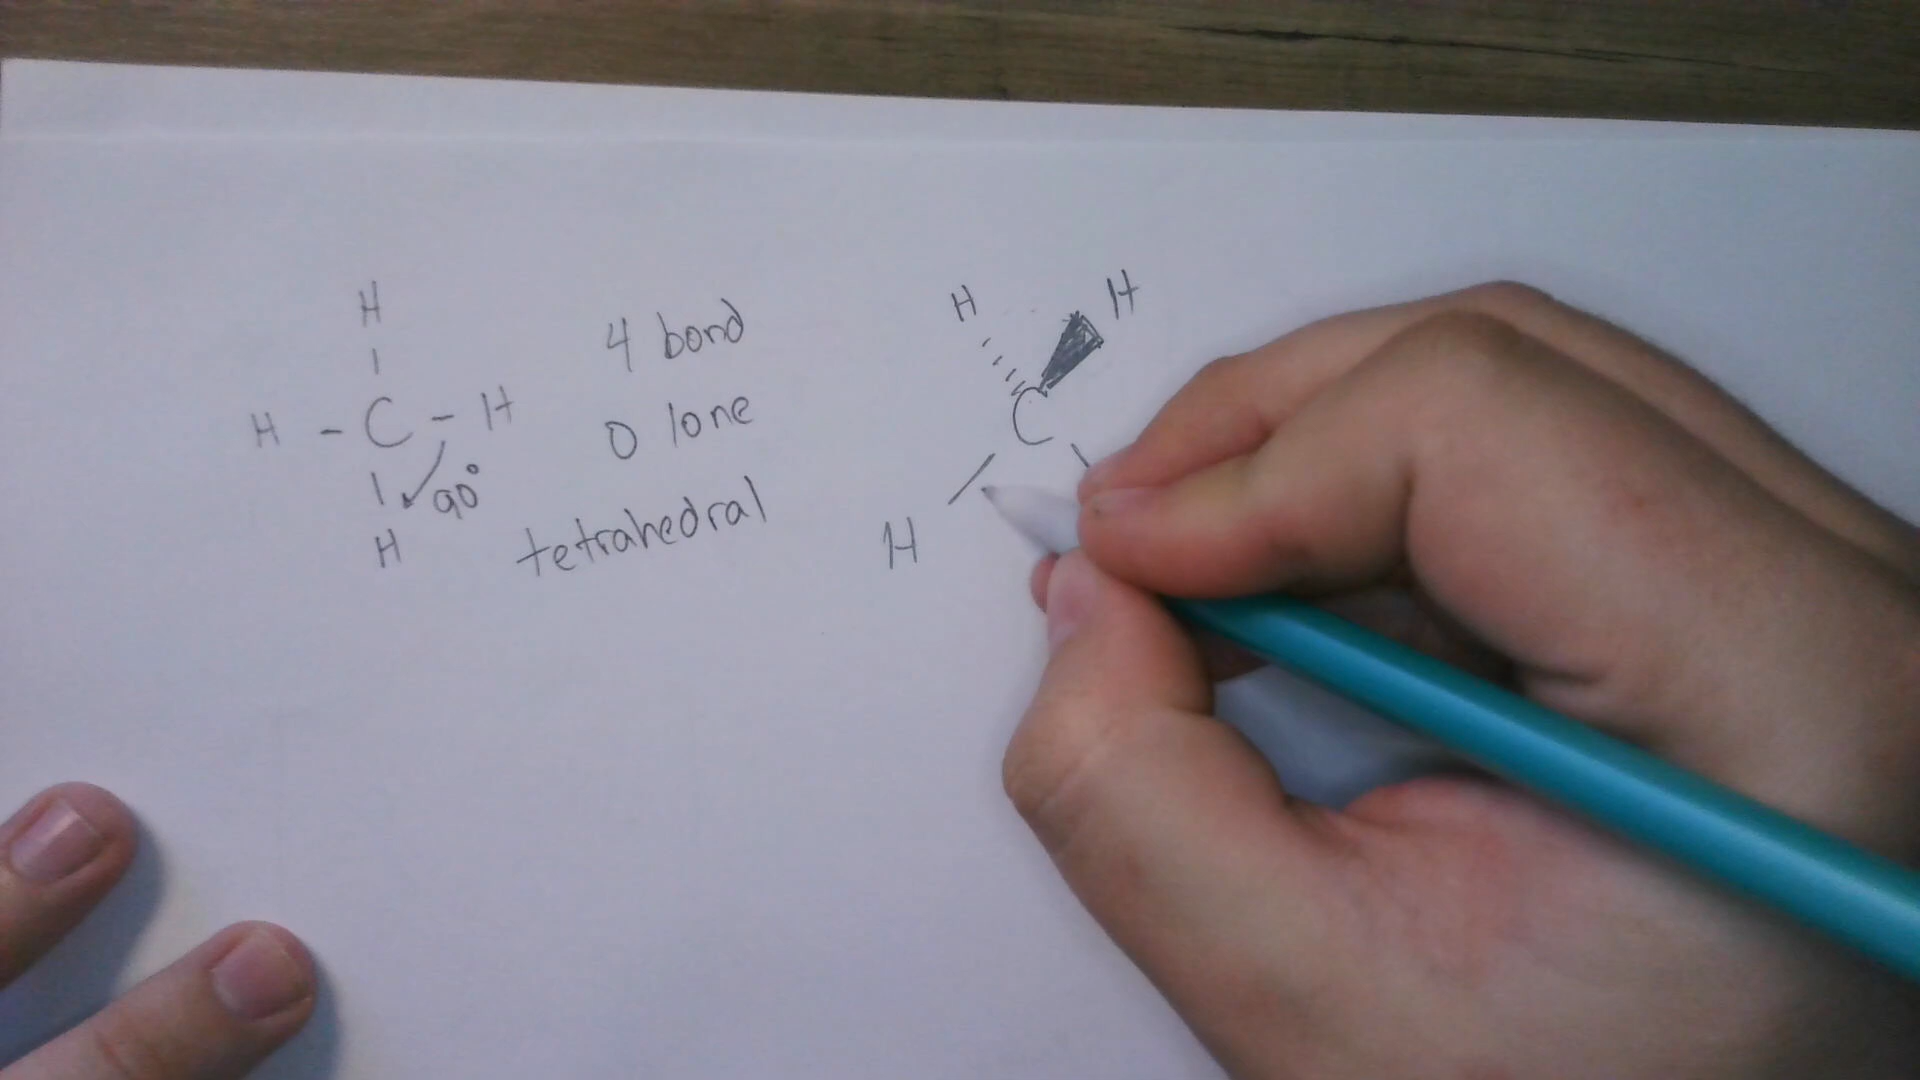 H
H - C - H
90°
H
4 bond
0 lone
tetrahedral
H H
C
H